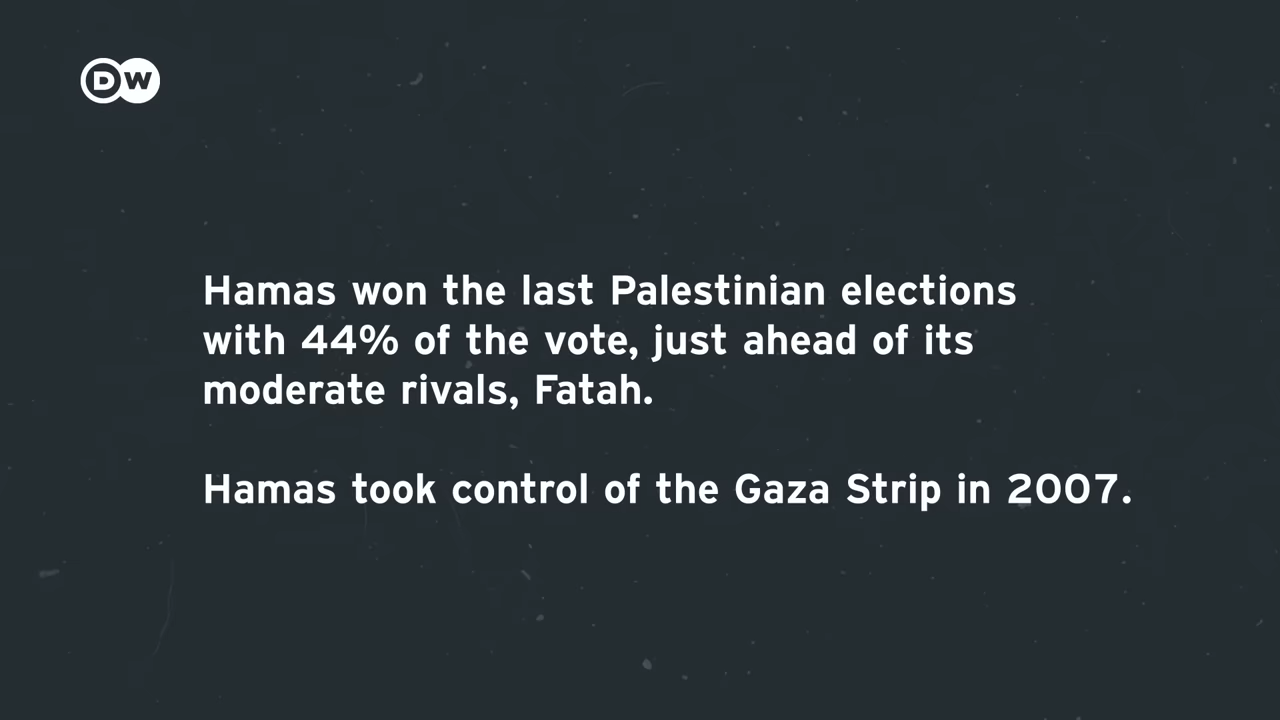 DW
Hamas won the last Palestinian elections
with 44% of the vote, just ahead of its
moderate rivals, Fatah.
Hamas took control of the Gaza Strip in 2007.